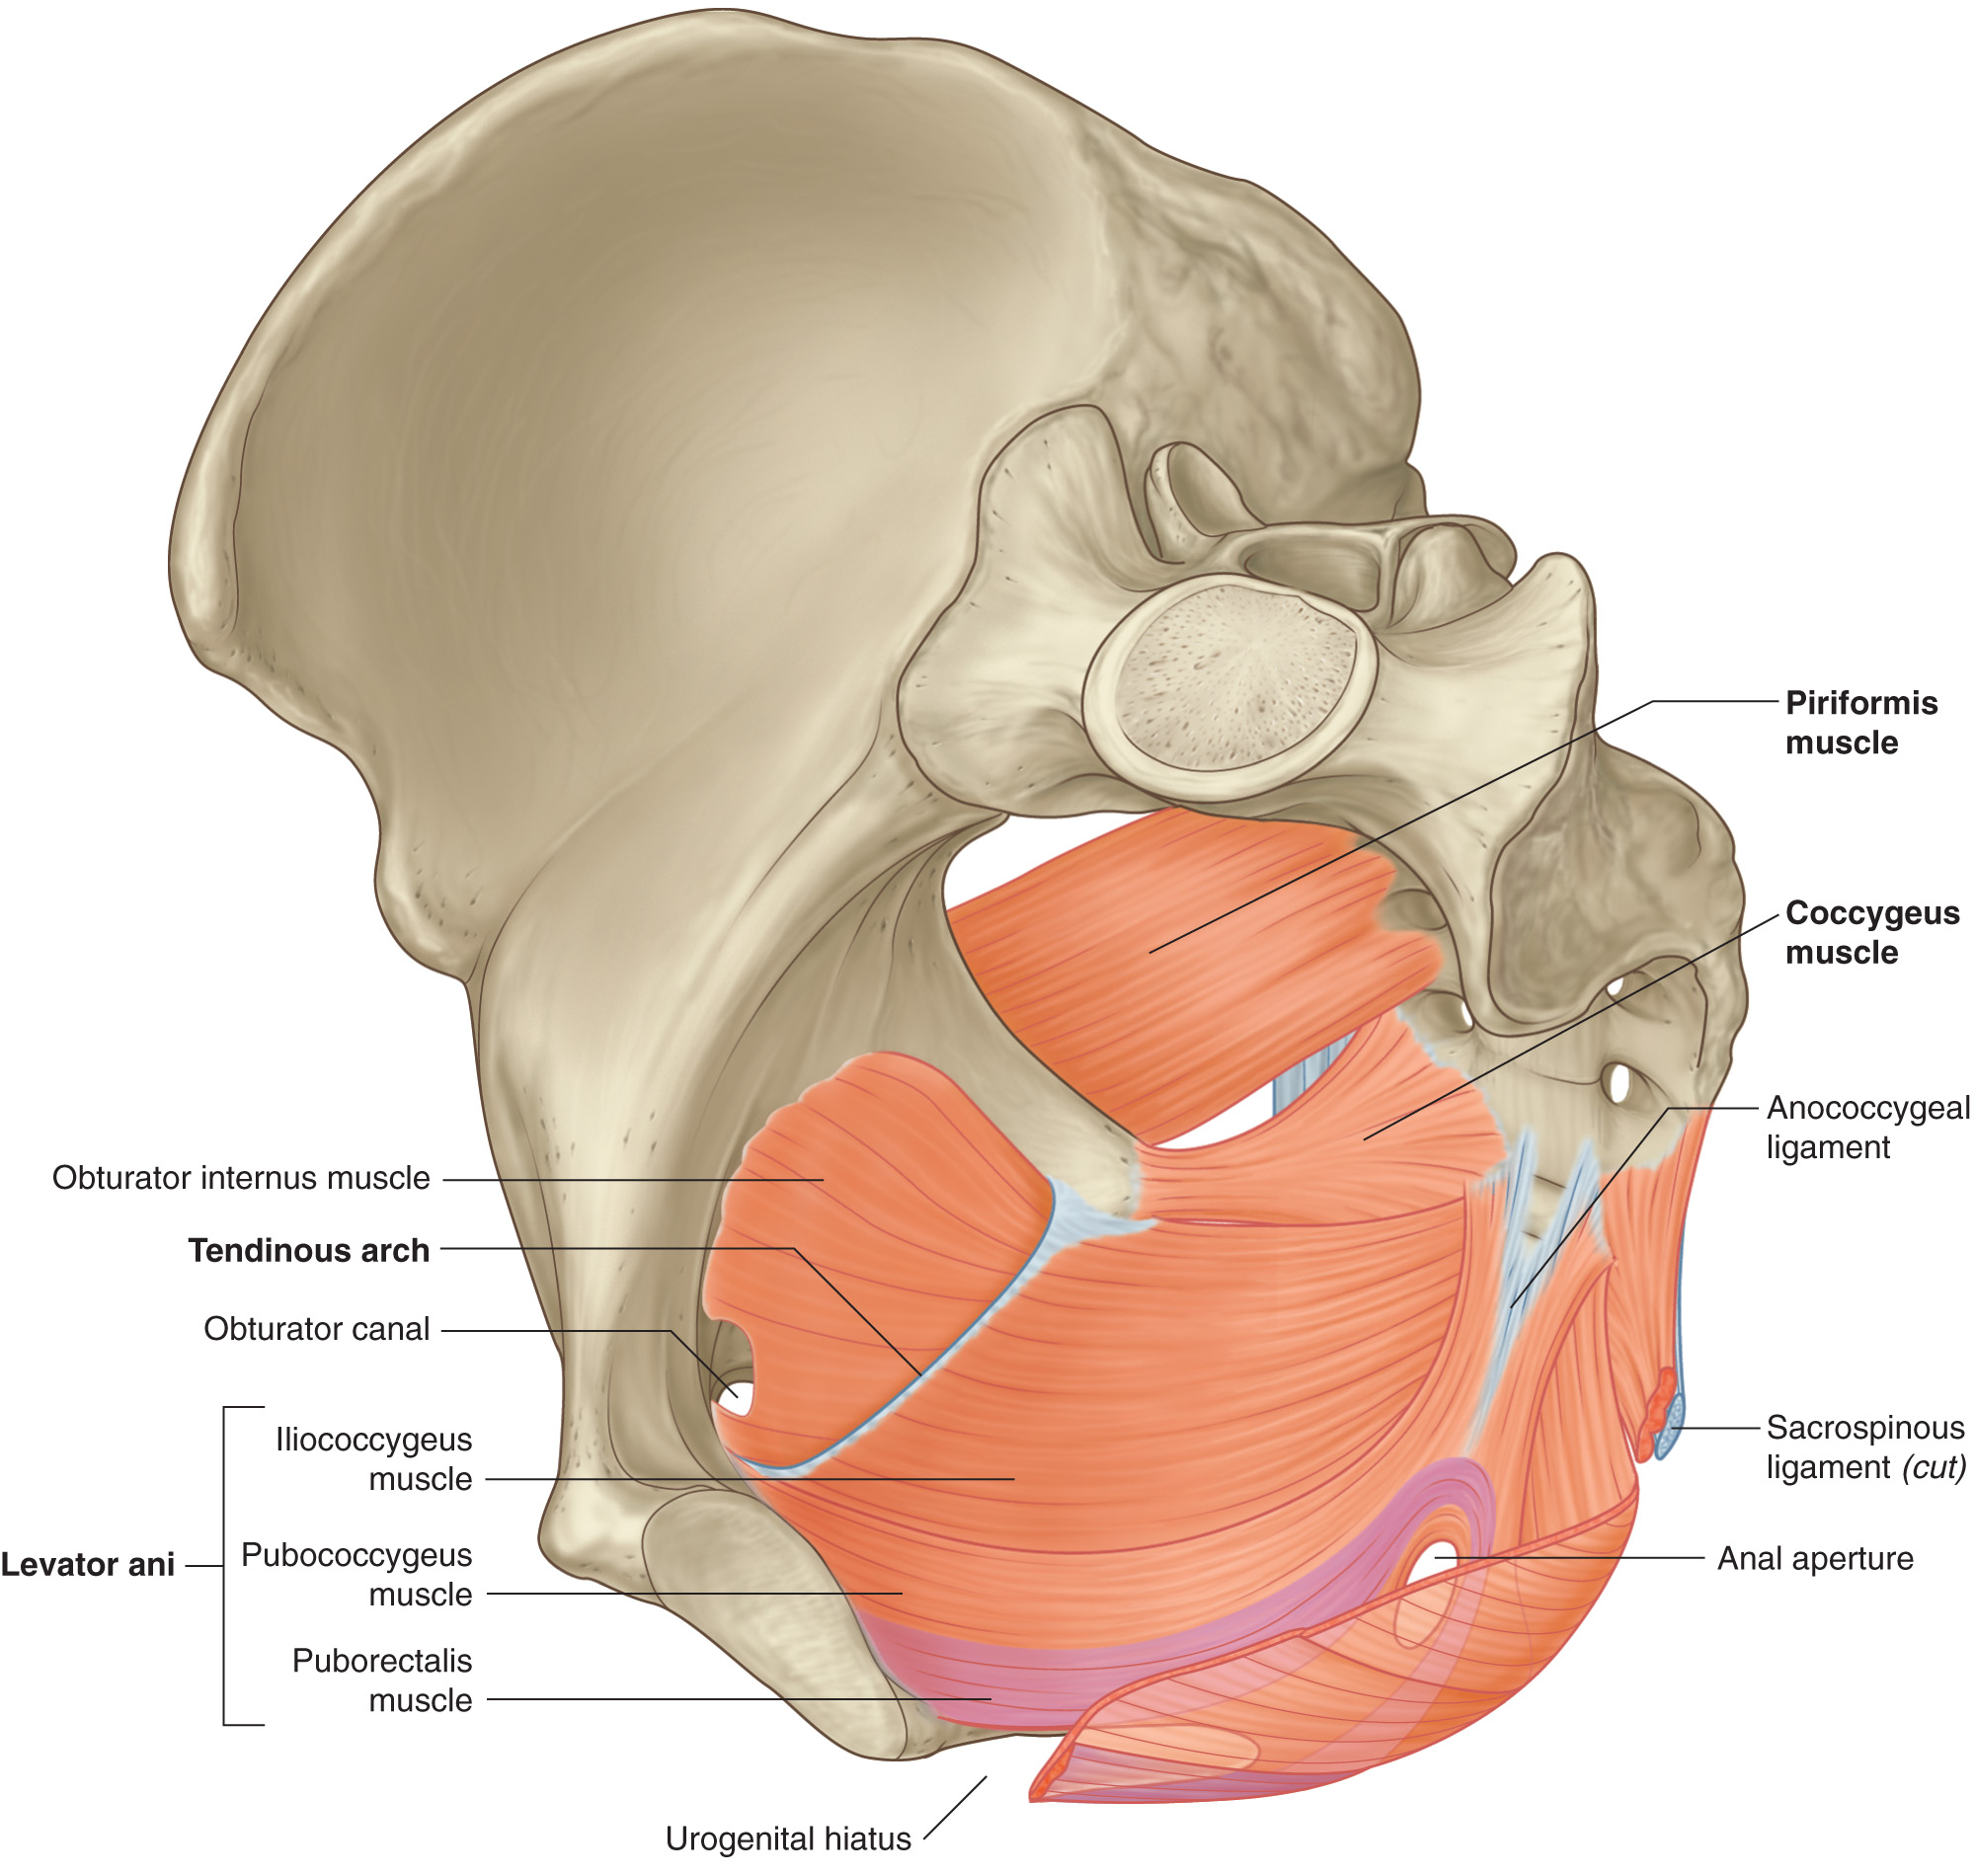 Piriformis
muscle
Coccygeus
muscle
Anococcygeal
ligament
Obturator internus muscle
Tendinous arch
Obturator canal
Iliococcygeus
muscle
Sacrospinous
ligament (cut)
Levator ani
Pubococcygeus
muscle
Anal aperture
Puborectalis
muscle
Urogenital hiatus